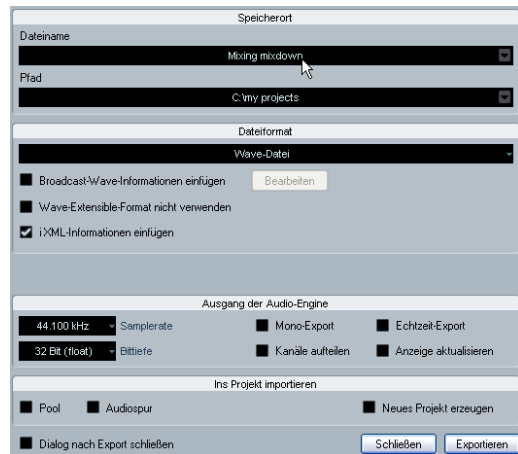 Speicherort
Dateiname
Mixing mixdown
Pfad
C:\my projects
Dateiformat
Wave-Datei
Broadcast-Wave-Informationen einfügen Bearbeiten
Wave-Extensible-Format nicht verwenden
iXML-Informationen einfügen
Ausgang der Audio-Engine
44.100 kHz Samplerate Mono-Export Echtzeit-Export
32 Bit (float) Bittiefe Kanäle aufteilen Anzeige aktualisieren
Ins Projekt importieren
Pool Audiospur Neues Projekt erzeugen
Dialog nach Export schließen Schließen Exportieren